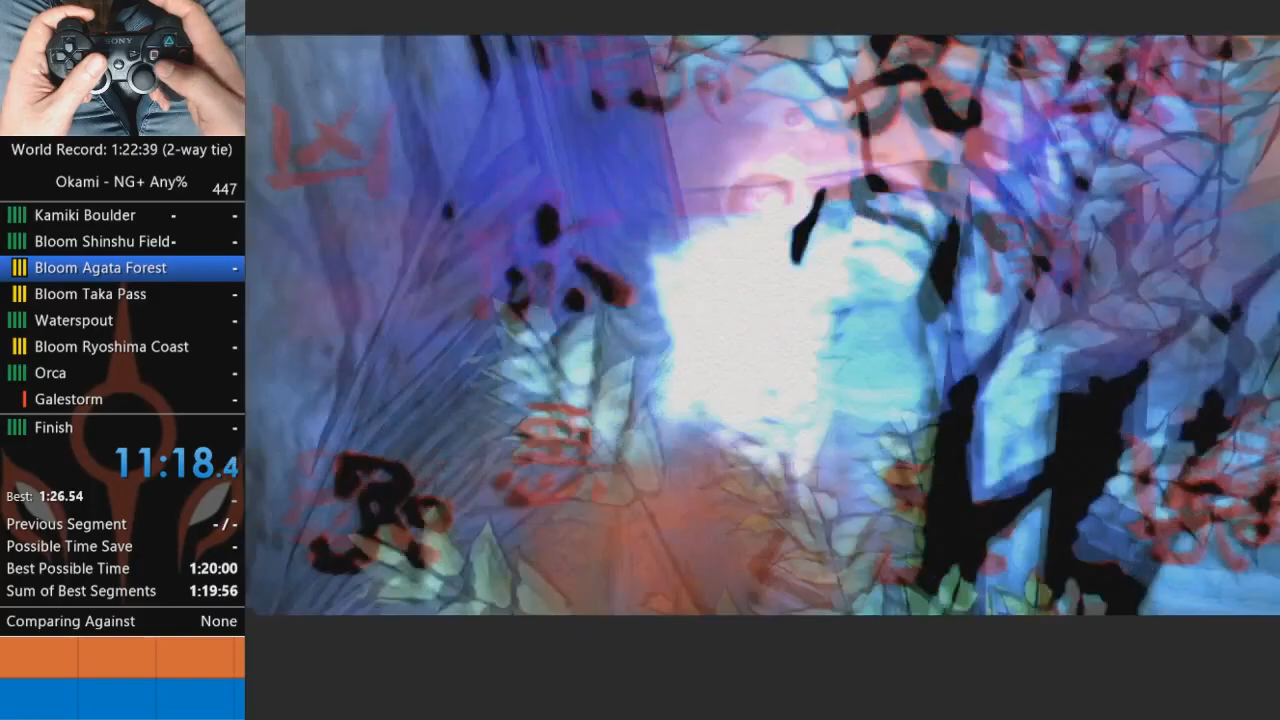 SONY
World Record: 1:22:39 (2-way tie)
Okami - NG+ Any% 447
Kamiki Boulder - -
Bloom Shinshu Field- -
Bloom Agata Forest -
Bloom Taka Pass -
Waterspout -
Bloom Ryoshima Coast -
Orca -
Galestorm -
Finish -
11:18.4
Best: 1:26.54 -
Previous Segment - / -
Possible Time Save -
Best Possible Time 1:20:00
Sum of Best Segments 1:19:56
Comparing Against None
凶